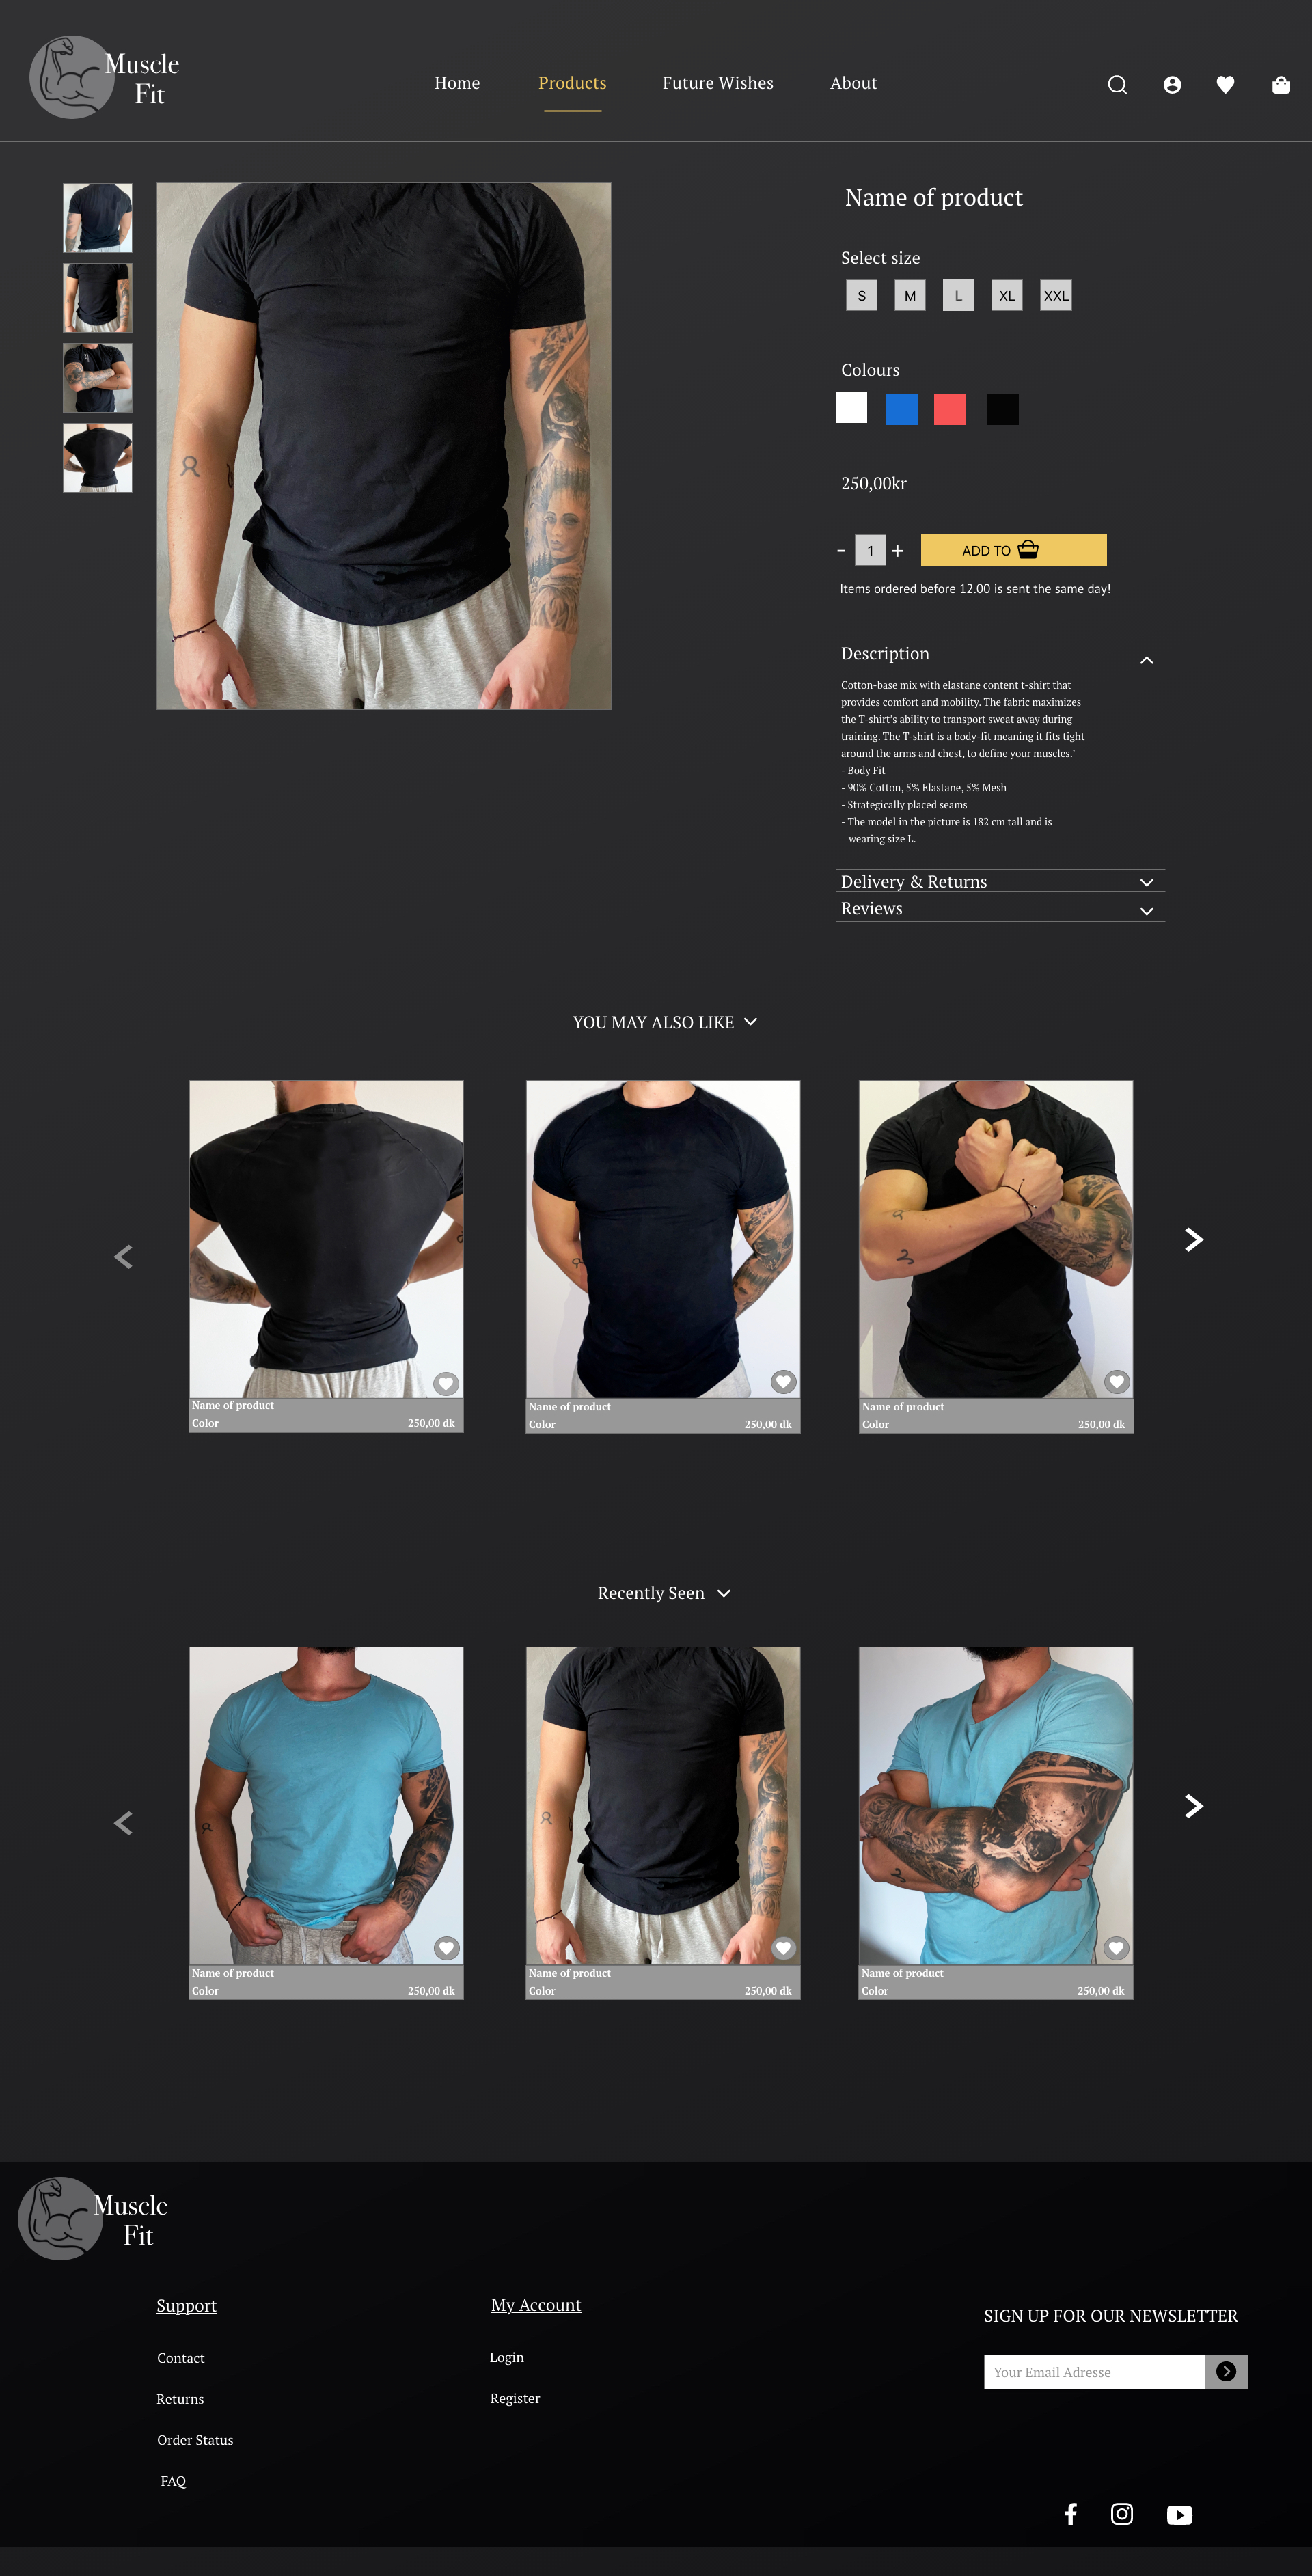 Muscle
Fit
Home Products Future Wishes About
Name of product
Select size
S M L XL XXL
Colours
250,00kr
- 1 + ADD TO
Items ordered before 12.00 is sent the same day!
Description
Cotton-base mix with elastane content t-shirt that
provides comfort and mobility. The fabric maximizes
the T-shirt's ability to transport sweat away during
training. The T-shirt is a body-fit meaning it fits tight
around the arms and chest, to define your muscles.'
- Body Fit
- 90% Cotton, 5% Elastane, 5% Mesh
- Strategically placed seams
- The model in the picture is 182 cm tall and is
wearing size L.
Delivery & Returns
Reviews
YOU MAY ALSO LIKE
Name of product
Color 250,00 dk
Name of product
Color 250,00 dk
Name of product
Color 250,00 dk
Recently Seen
Name of product
Color 250,00 dk
Name of product
Color 250,00 dk
Name of product
Color 250,00 dk
Muscle
Fit
Support
Contact
Returns
Order Status
FAQ
My Account
Login
Register
SIGN UP FOR OUR NEWSLETTER
Your Email Adresse